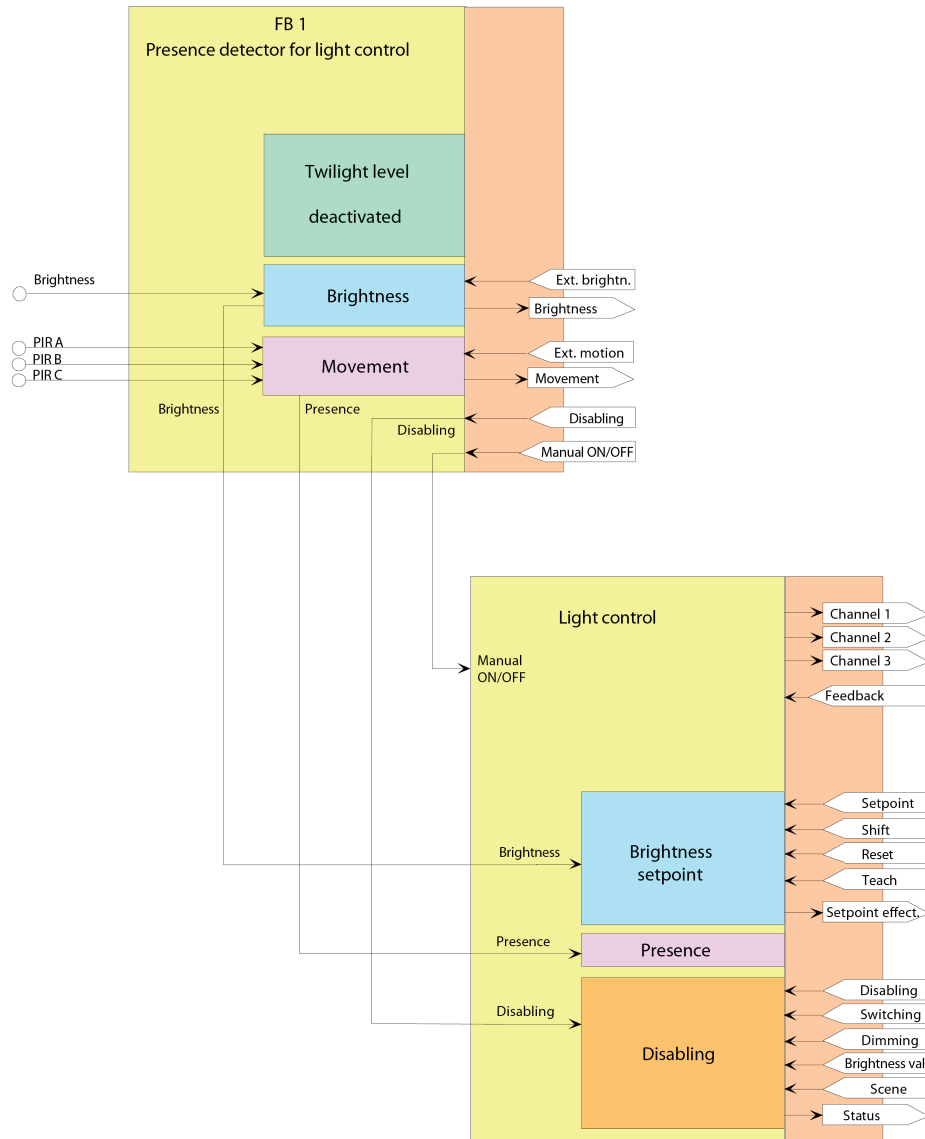 FB 1
Presence detector for light control
Twilight level
deactivated
Brightness
Ext. brightn.
Brightness
Brightness
PIR A
PIR B
PIR C
Ext. motion
Movement
Movement
Brightness
Presence
Disabling
Disabling
Manual ON/OFF
Light control
Channel 1
Channel 2
Channel 3
Manual
ON/OFF
Feedback
Setpoint
Shift
Brightness
Brightness
setpoint
Reset
Teach
Setpoint effect.
Presence
Presence
Disabling
Disabling
Disabling
Switching
Dimming
Brightness val
Scene
Status